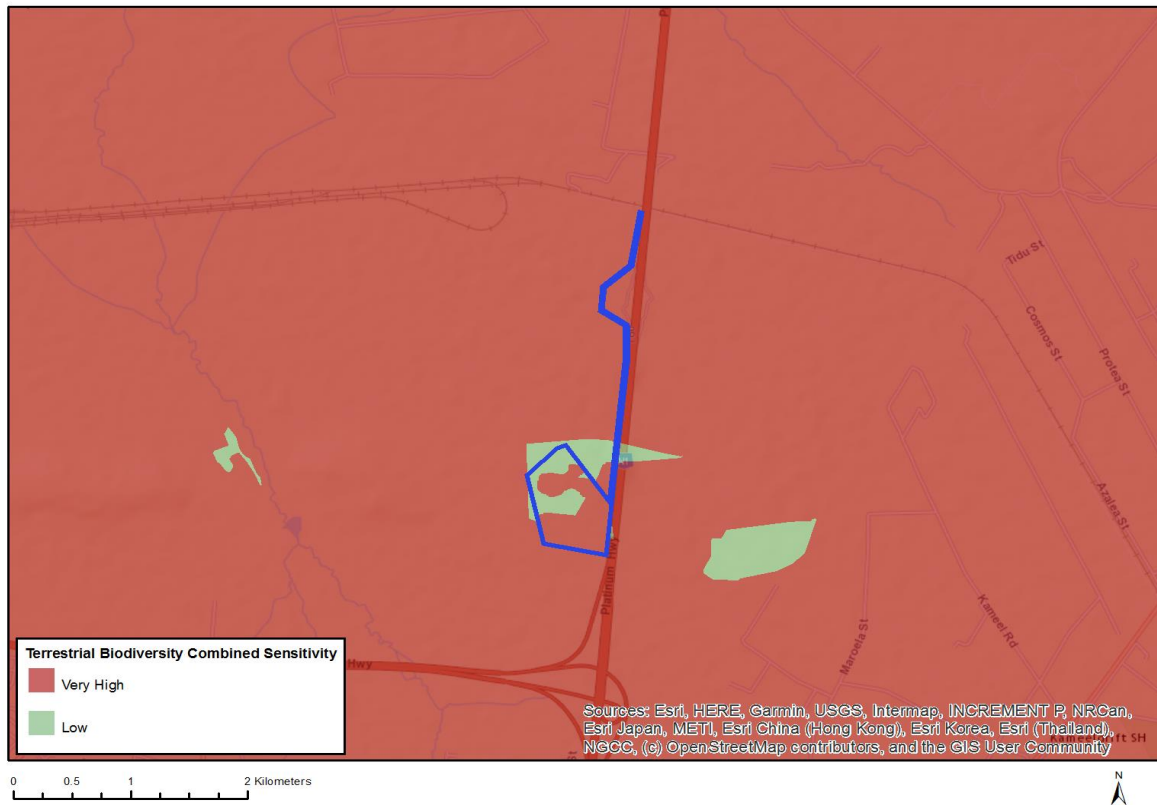 Tidu St
Cosmos St
Protea St
Azalea St
Platinum Hwy
Kameel Rd
Maroela St
Terrestrial Biodiversity Combined Sensitivity
Very High
Low
Hwy
St
Sources: Esri, HERE, Garmin, USGS, Intermap, INCREMENT P, NRCan,
Esri Japan, METI, Esri China (Hong Kong), Esri Korea, Esri (Thailand),
NGCC, (c) OpenStreetMap contributors, and the GIS User Community
Kameeldrift SH
0 0.5 1 2 Kilometers
N